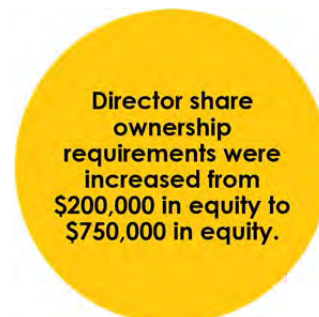 Director share
ownership
requirements were
increased from
$200,000 in equity to
$750,000 in equity.